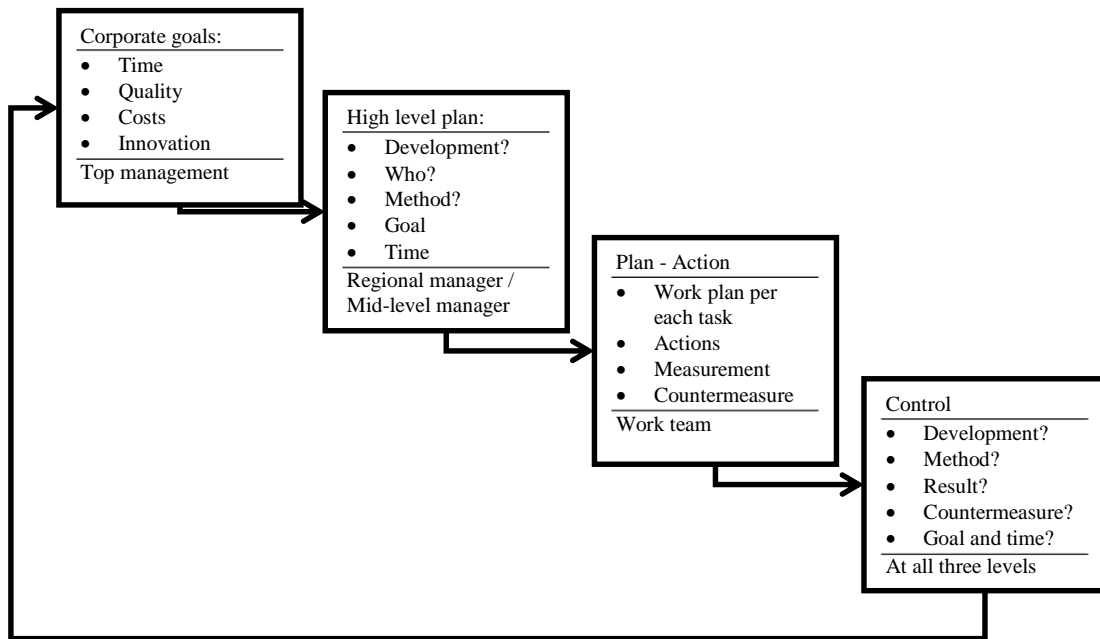 Corporate goals:
• Time
• Quality
• Costs
• Innovation
Top management
High level plan:
• Development?
• Who?
• Method?
• Goal
• Time
Regional manager /
Mid-level manager
Plan - Action
• Work plan per
each task
• Actions
• Measurement
• Countermeasure
Work team
Control
• Development?
• Method?
• Result?
• Countermeasure?
• Goal and time?
At all three levels